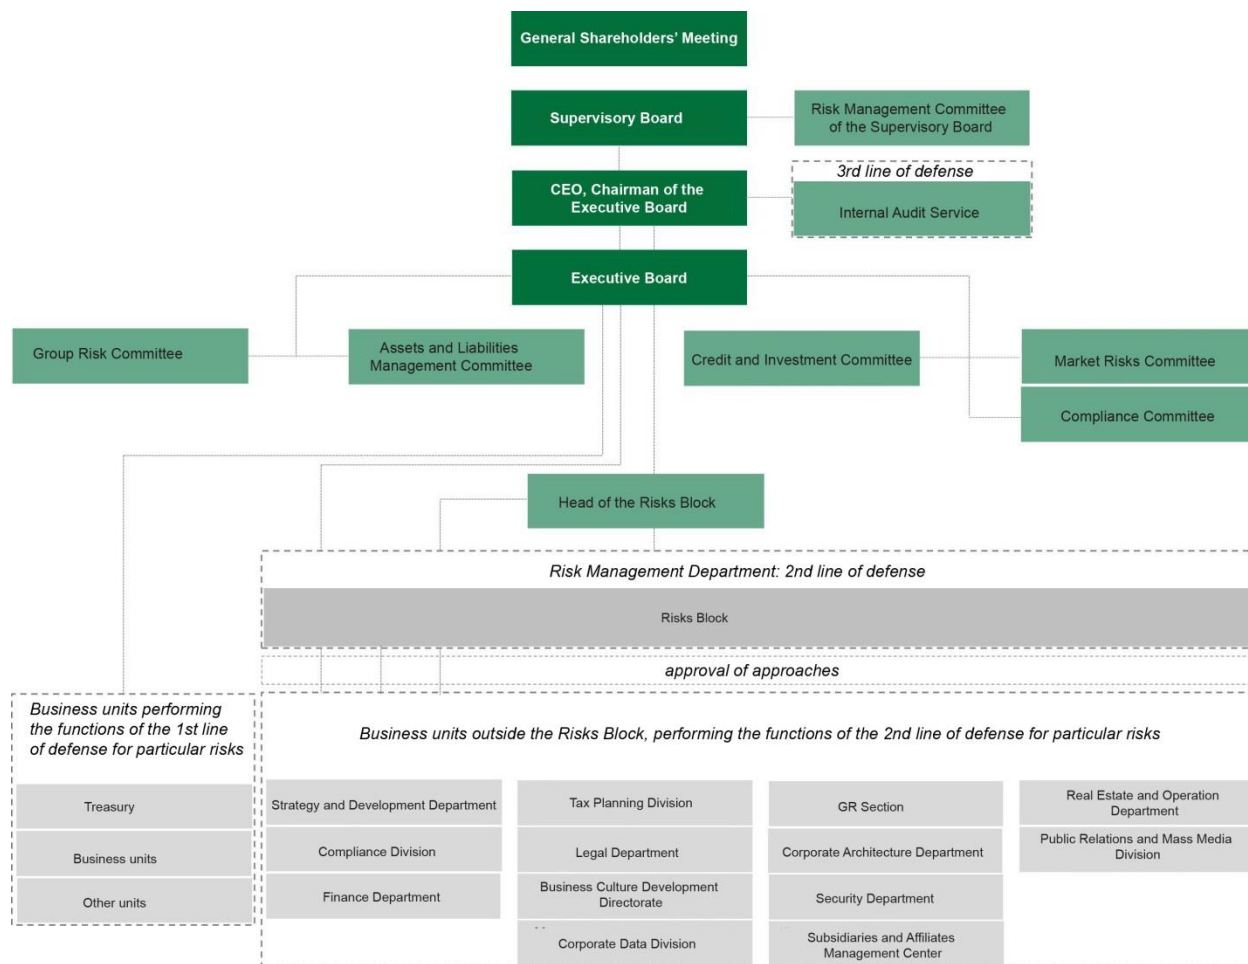 General Shareholders' Meeting
Supervisory Board
Risk Management Committee
of the Supervisory Board
3rd line of defense
CEO, Chairman of the
Executive Board
Internal Audit Service
Executive Board
Group Risk Committee
Assets and Liabilities
Management Committee
Credit and Investment Committee
Market Risks Committee
Compliance Committee
Head of the Risks Block
Risk Management Department: 2nd line of defense
Risks Block
approval of approaches
Business units performing
the functions of the 1st line
of defense for particular risks
Treasury
Business units
Other units
Business units outside the Risks Block, performing the functions of the 2nd line of defense for particular risks
Strategy and Development Department
Compliance Division
Finance Department
Tax Planning Division
Legal Department
Business Culture Development
Directorate
Corporate Data Division
GR Section
Corporate Architecture Department
Security Department
Subsidiaries and Affiliates
Management Center
Real Estate and Operation
Department
Public Relations and Mass Media
Division